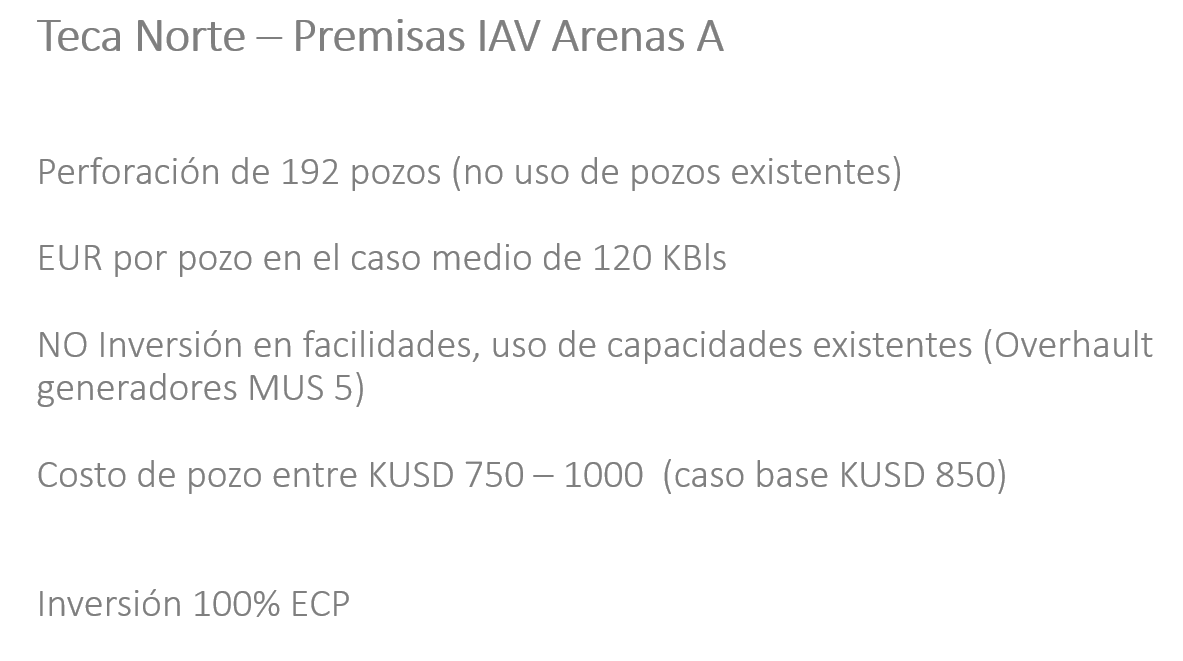 Teca Norte – Premisas IAV Arenas A
Perforación de 192 pozos (no uso de pozos existentes)
EUR por pozo en el caso medio de 120 KBls
NO Inversión en facilidades, uso de capacidades existentes (Overhault
generadores MUS 5)
Costo de pozo entre KUSD 750 – 1000  (caso base KUSD 850)
Inversión 100% ECP